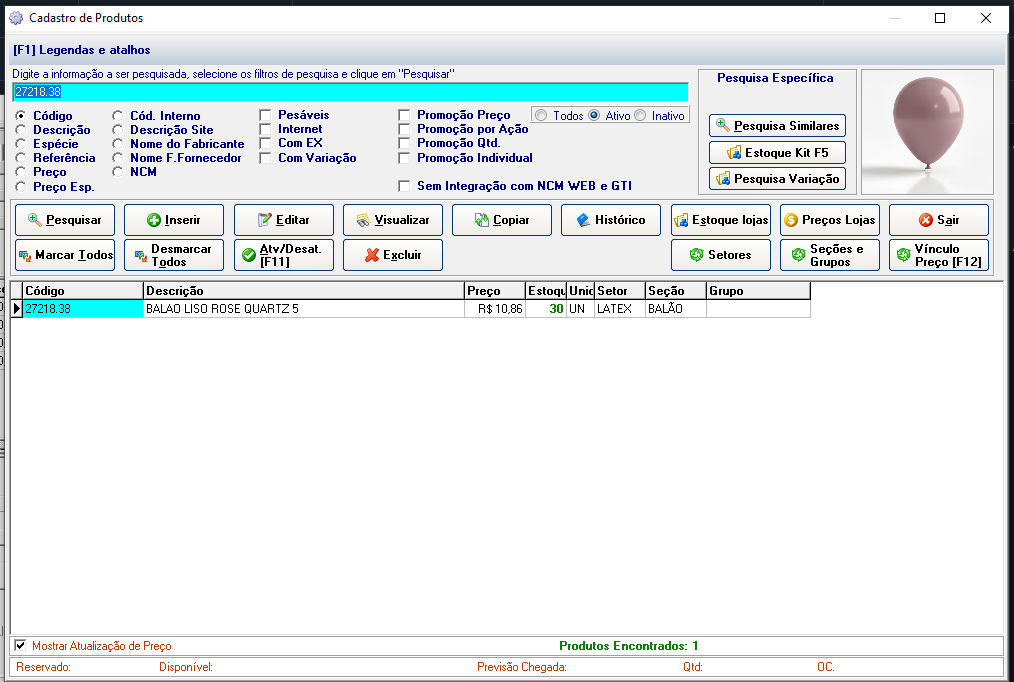 Cadastro de Produtos
[F1] Legendas e atalhos
Digite a informação a ser pesquisada, selecione os filtros de pesquisa e clique em "Pesquisar"
27218.38
Código
Descrição
Espécie
Referência
Preço
Preço Esp.
Cód. Interno
Descrição Site
Nome do Fabricante
Nome F.Fornecedor
NCM
Pesáveis
Internet
Com EX
Com Variação
Promoção Preço
Promoção por Ação
Promoção Qtd.
Promoção Individual
Sem Integração com NCM WEB e GTI
Todos Ativo Inativo
Pesquisa Específica
Pesquisa Similares
Estoque Kit F5
Pesquisa Variação
Pesquisar Inserir Editar Visualizar Copiar Histórico Estoque lojas Preços Lojas Sair
Marcar Todos
Desmarcar
Todos
Atv/Desat.
[F11]
Excluir
Setores
Seções e
Grupos
Vínculo
Preço [F12]
Código Descrição Preço Estoqu Unid Setor Seção Grupo
27218.38 BALAO LISO ROSE QUARTZ 5 R$ 10,86 30 UN LATEX BALÃO
Mostrar Atualização de Preço Produtos Encontrados: 1
Reservado: Disponível: Previsão Chegada: Qtd: OC.